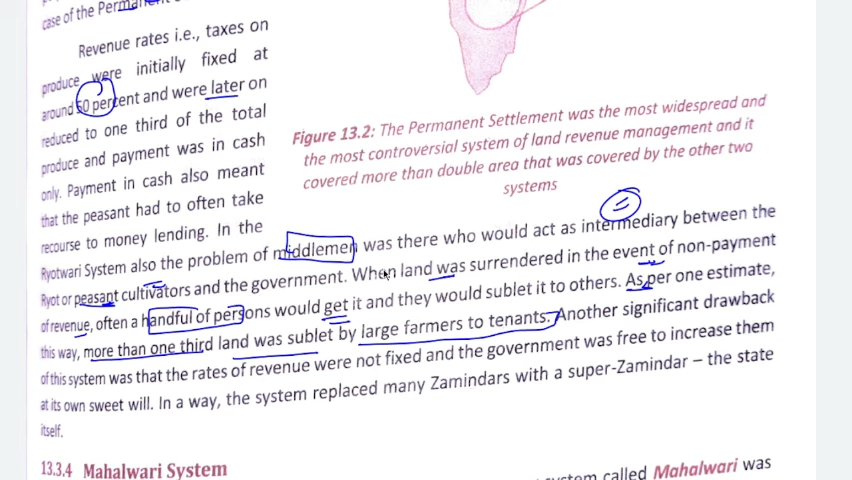 case of the Permanent
Revenue rates i.e., taxes on
produce were initially fixed at
around 50 percent and were later on
reduced to one third of the total
produce and payment was in cash
only. Payment in cash also meant
that the peasant had to often take
recourse to money lending. In the
Figure 13.2: The Permanent Settlement was the most widespread and
the most controversial system of land revenue management and it
covered more than double area that was covered by the other two
systems
Ryotwari System also the problem of middlemen was there who would act as intermediary between the
Ryot or peasant cultivators and the government. When land was surrendered in the event of non-payment
of revenue, often a handful of persons would get it and they would sublet it to others. As per one estimate,
this way, more than one third land was sublet by large farmers to tenants. Another significant drawback
of this system was that the rates of revenue were not fixed and the government was free to increase them
at its own sweet will. In a way, the system replaced many Zamindars with a super-Zamindar – the state
itself.
13.3.4 Mahalwari System
system called Mahalwari was